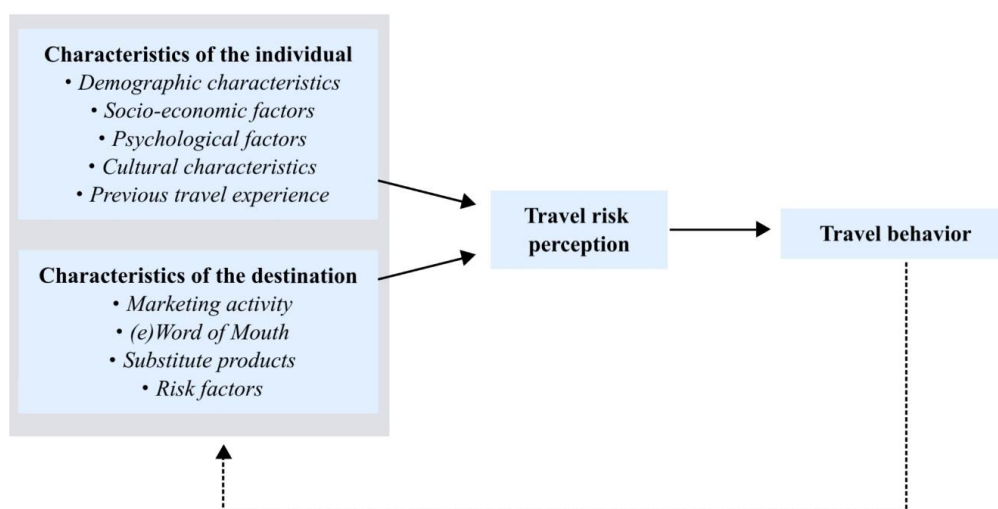 Characteristics of the individual
• Demographic characteristics
• Socio-economic factors
• Psychological factors
• Cultural characteristics
• Previous travel experience
Characteristics of the destination
• Marketing activity
• (e)Word of Mouth
• Substitute products
• Risk factors
Travel risk
perception
Travel behavior